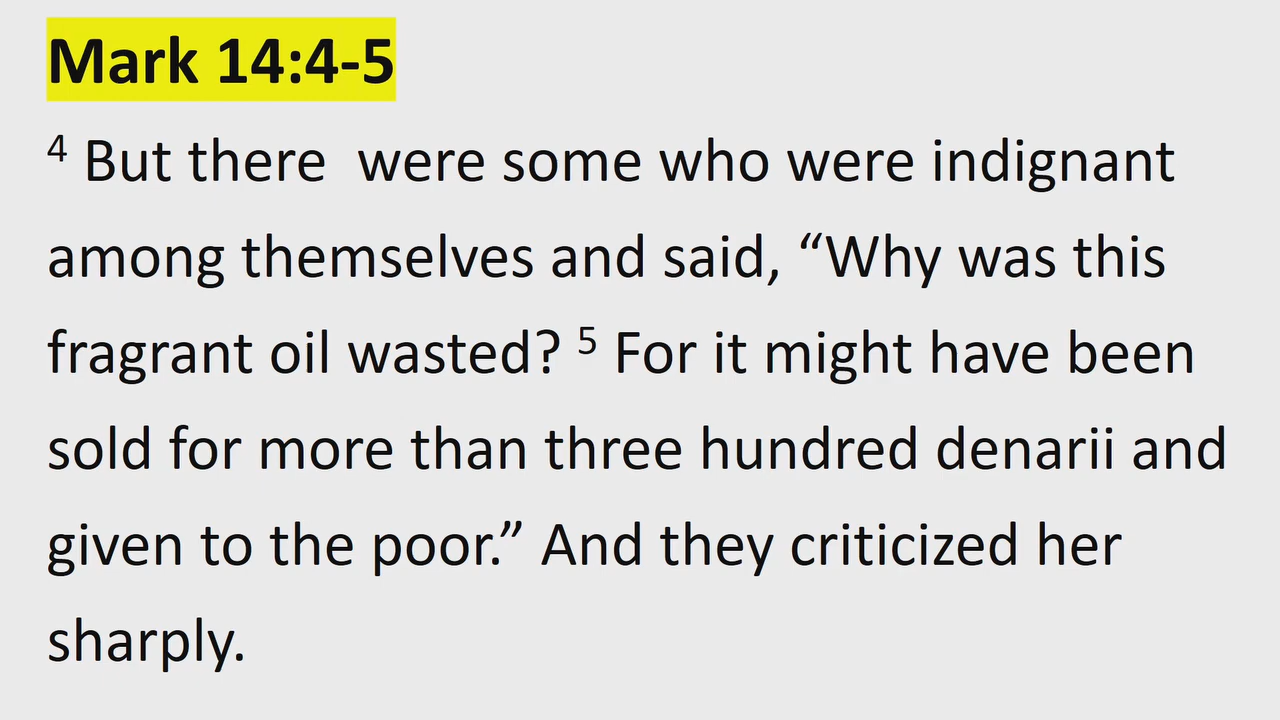 Mark 14:4-5
4 But there  were some who were indignant
among themselves and said, “Why was this
fragrant oil wasted? 5 For it might have been
sold for more than three hundred denarii and
given to the poor.” And they criticized her
sharply.